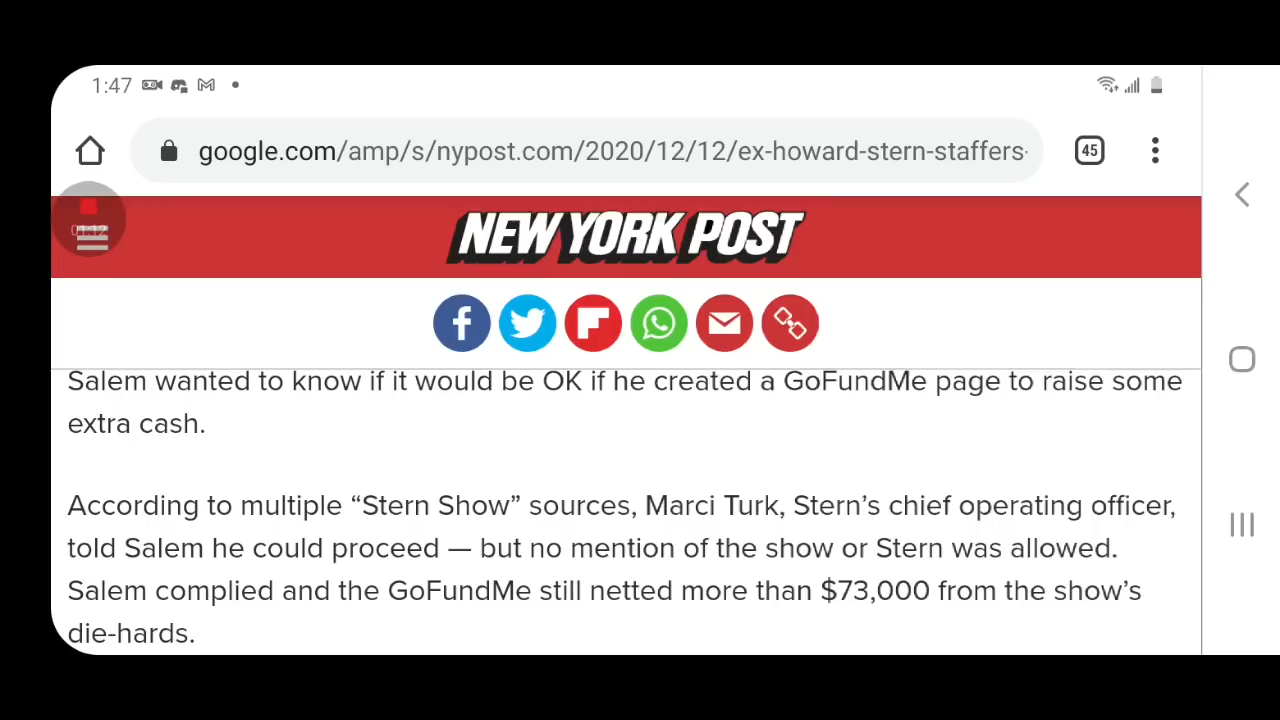 1:47
google.com/amp/s/nypost.com/2020/12/12/ex-howard-stern-staffers-
45
01:12
NEW YORK POST
Salem wanted to know if it would be OK if he created a GoFundMe page to raise some
extra cash.
According to multiple “Stern Show” sources, Marci Turk, Stern’s chief operating officer,
told Salem he could proceed — but no mention of the show or Stern was allowed.
Salem complied and the GoFundMe still netted more than $73,000 from the show’s
die-hards.